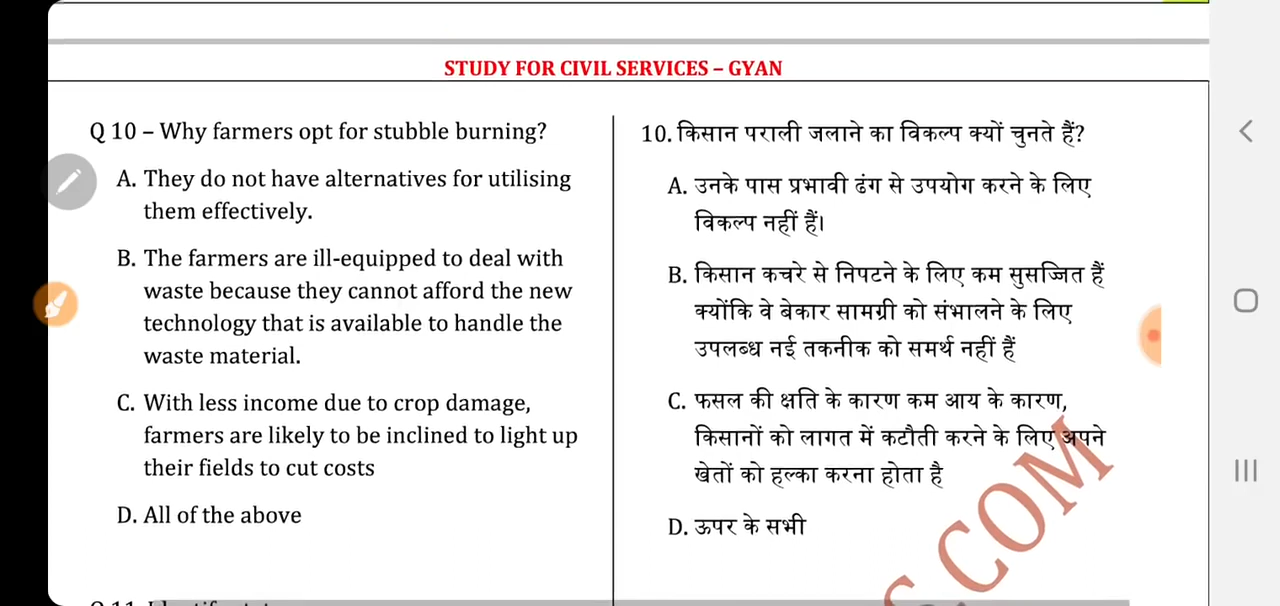 STUDY FOR CIVIL SERVICES – GYAN
Q 10 – Why farmers opt for stubble burning?
A. They do not have alternatives for utilising
them effectively.
B. The farmers are ill-equipped to deal with
waste because they cannot afford the new
technology that is available to handle the
waste material.
C. With less income due to crop damage,
farmers are likely to be inclined to light up
their fields to cut costs
D. All of the above
10. किसान पराली जलाने का विकल्प क्यों चुनते हैं?
A. उनके पास प्रभावी ढंग से उपयोग करने के लिए
विकल्प नहीं हैं।
B. किसान कचरे से निपटने के लिए कम सुसज्जित हैं
क्योंकि वे बेकार सामग्री को संभालने के लिए
उपलब्ध नई तकनीक को समर्थ नहीं हैं
C. फसल की क्षति के कारण कम आय के कारण,
किसानों को लागत में कटौती करने के लिए अपने
खेतों को हल्का करना होता है
D. ऊपर के सभी
COM